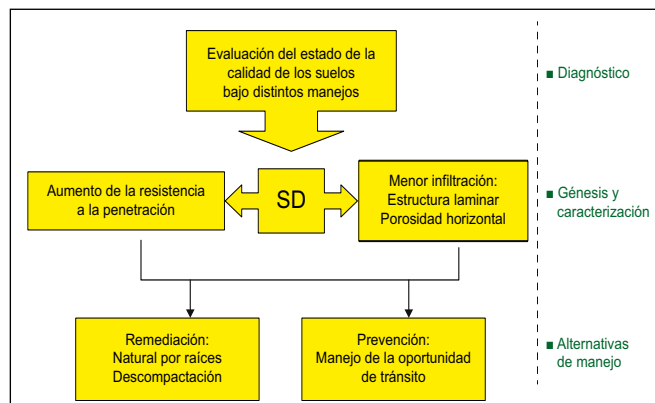 Evaluación del estado de la
calidad de los suelos
bajo distintos manejos
■ Diagnóstico
Aumento de la resistencia
a la penetración
SD
Menor infiltración:
Estructura laminar
Porosidad horizontal
■ Génesis y
caracterización
Remediación:
Natural por raíces
Descompactación
Prevención:
Manejo de la oportunidad
de tránsito
■ Alternativas
de manejo